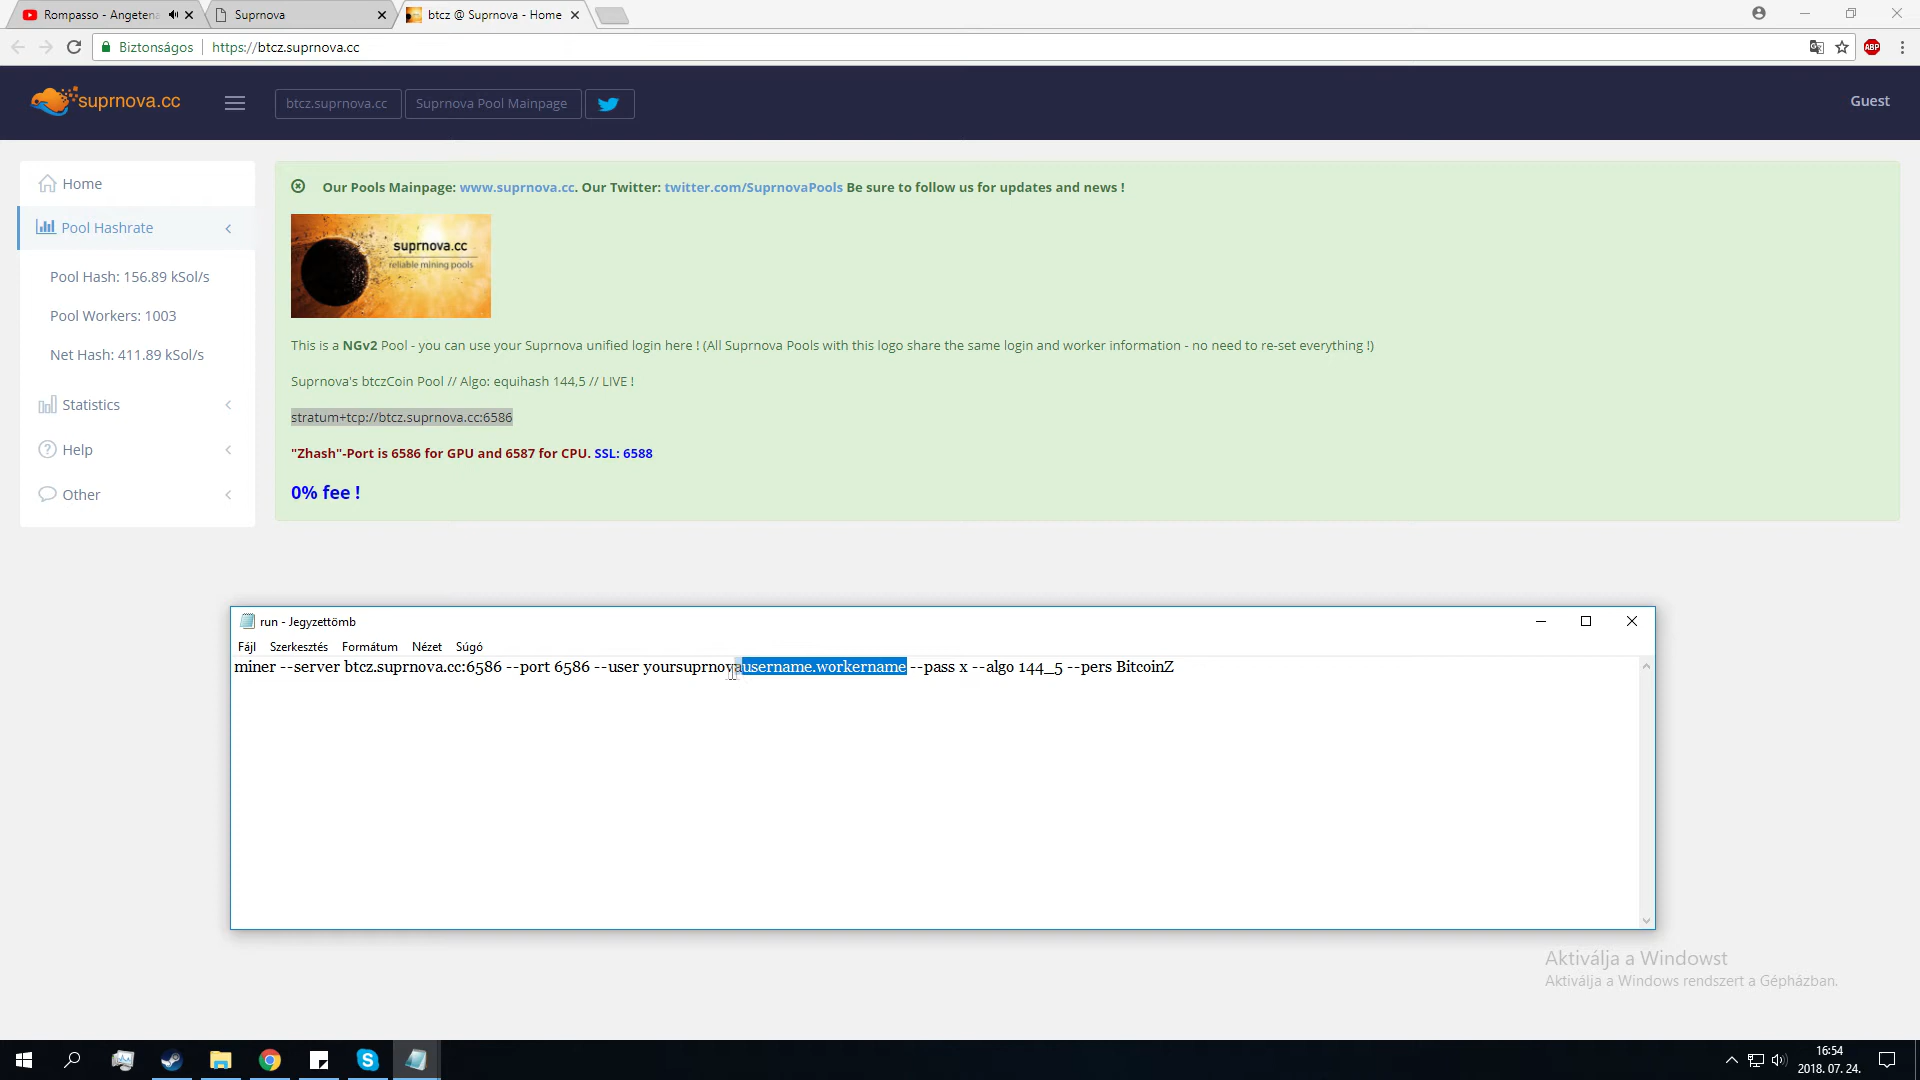 Rompasso - Angetena
Suprnova
btcz @ Suprnova - Home
Biztonságos
https://btcz.suprnova.cc
ABP
suprnova.cc
btcz.suprnova.cc
Suprnova Pool Mainpage
Guest
Home
Pool Hashrate
Pool Hash: 156.89 kSol/s
Pool Workers: 1003
Net Hash: 411.89 kSol/s
Statistics
Help
Other
Our Pools Mainpage: www.suprnova.cc. Our Twitter: twitter.com/SuprnovaPools Be sure to follow us for updates and news !
suprnova.cc
reliable mining pools
This is a NGv2 Pool - you can use your Suprnova unified login here ! (All Suprnova Pools with this logo share the same login and worker information - no need to re-set everything !)
Suprnova's btczCoin Pool // Algo: equihash 144,5 // LIVE !
stratum+tcp://btcz.suprnova.cc:6586
"Zhash"-Port is 6586 for GPU and 6587 for CPU. SSL: 6588
0% fee !
run - Jegyzettömb
Fájl Szerkesztés Formátum Nézet Súgó
miner --server btcz.suprnova.cc:6586 --port 6586 --user yoursuprnovausername.workername --pass x --algo 144_5 --pers BitcoinZ
Aktiválja a Windowst
Aktiválja a Windows rendszert a Gépházban.
16:54
2018. 07. 24.